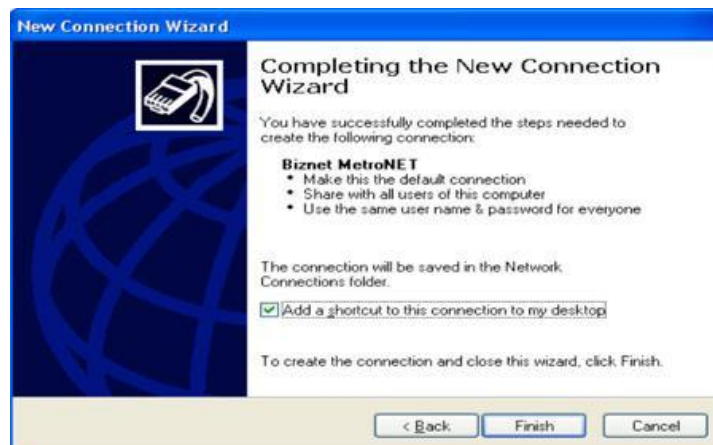 New Connection Wizard
Completing the New Connection
Wizard
You have successfully completed the steps needed to
create the following connection:
Biznet MetroNET
• Make this the default connection
• Share with all users of this computer
• Use the same user name & password for everyone
The connection will be saved in the Network
Connections folder.
Add a shortcut to this connection to my desktop
To create the connection and close this wizard, click Finish.
< Back Finish Cancel